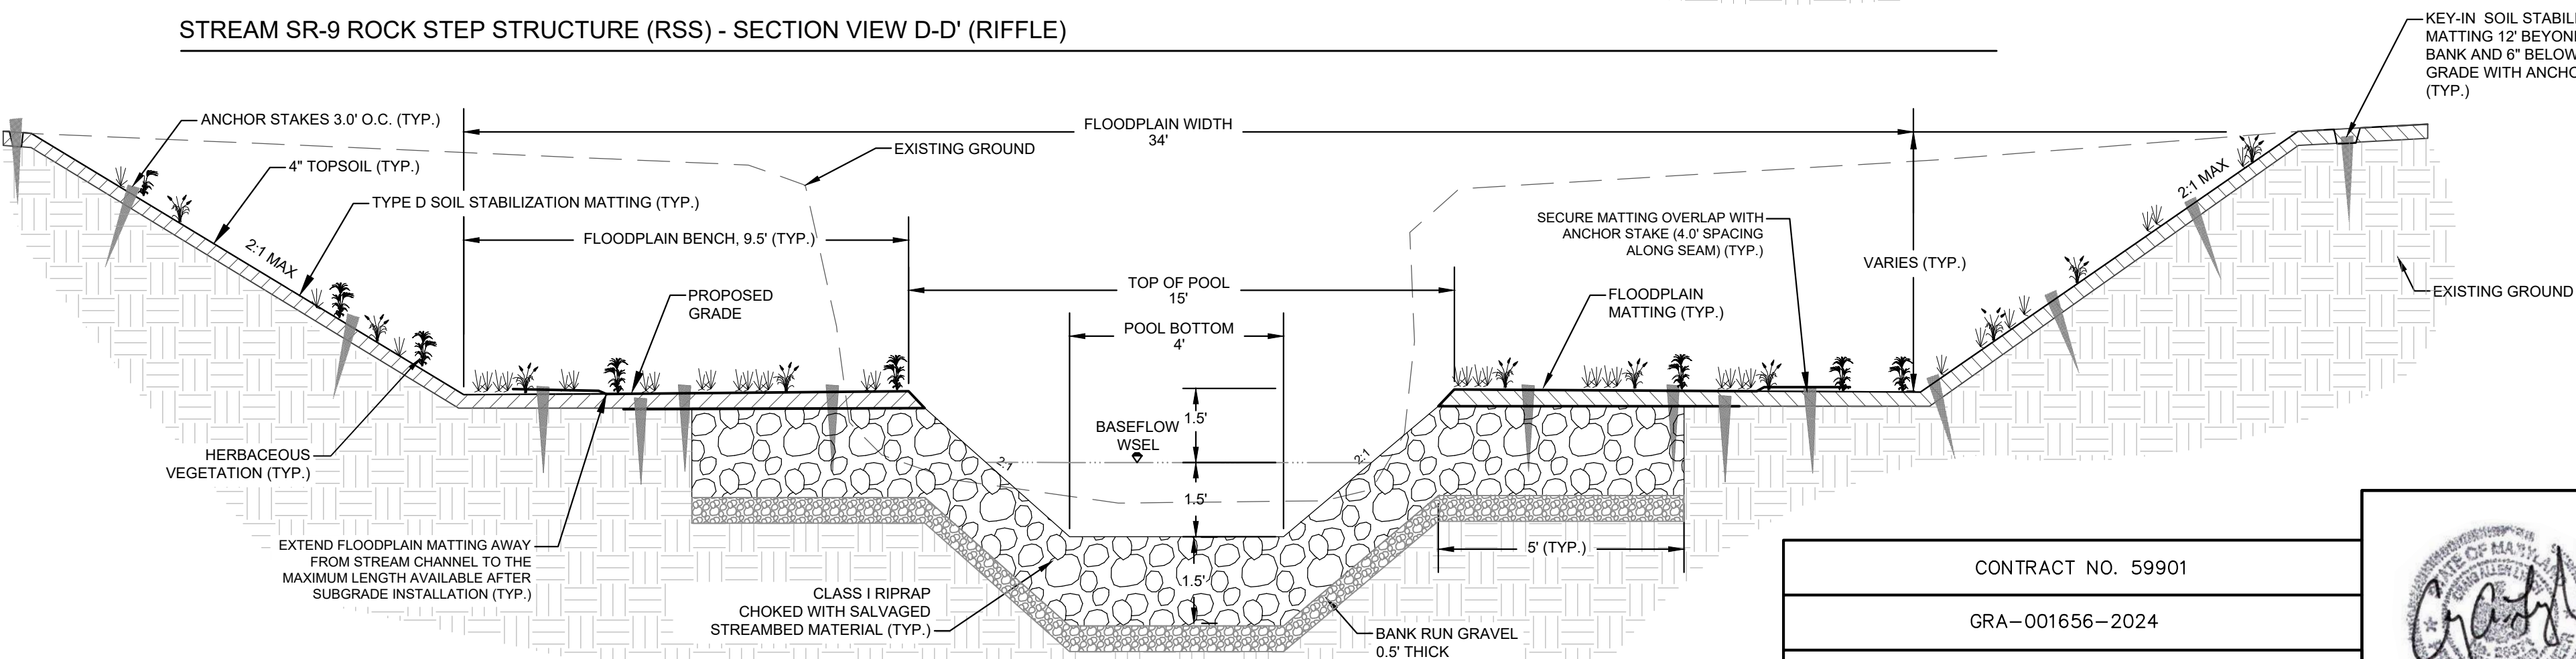 STREAM SR-9 ROCK STEP STRUCTURE (RSS) - SECTION VIEW D-D' (RIFFLE)
KEY-IN SOIL STABILI
MATTING 12' BEYON
BANK AND 6" BELOW
GRADE WITH ANCHO
(TYP.)
ANCHOR STAKES 3.0' O.C. (TYP.)
FLOODPLAIN WIDTH
34'
EXISTING GROUND
4" TOPSOIL (TYP.)
2:1 MAX
TYPE D SOIL STABILIZATION MATTING (TYP.)
SECURE MATTING OVERLAP WITH
ANCHOR STAKE (4.0' SPACING
ALONG SEAM) (TYP.)
FLOODPLAIN BENCH, 9.5' (TYP.)
2:1 MAX
VARIES (TYP.)
TOP OF POOL
15'
PROPOSED
GRADE
FLOODPLAIN
MATTING (TYP.)
EXISTING GROUND
POOL BOTTOM
4'
1.5'
BASEFLOW
WSEL
HERBACEOUS
VEGETATION (TYP.)
2:1
2:1
1.5'
EXTEND FLOODPLAIN MATTING AWAY
FROM STREAM CHANNEL TO THE
MAXIMUM LENGTH AVAILABLE AFTER
SUBGRADE INSTALLATION (TYP.)
5' (TYP.)
1.5'
CLASS I RIPRAP
CHOKED WITH SALVAGED
STREAMBED MATERIAL (TYP.)
BANK RUN GRAVEL
0.5' THICK
CONTRACT NO. 59901
GRA-001656-2024